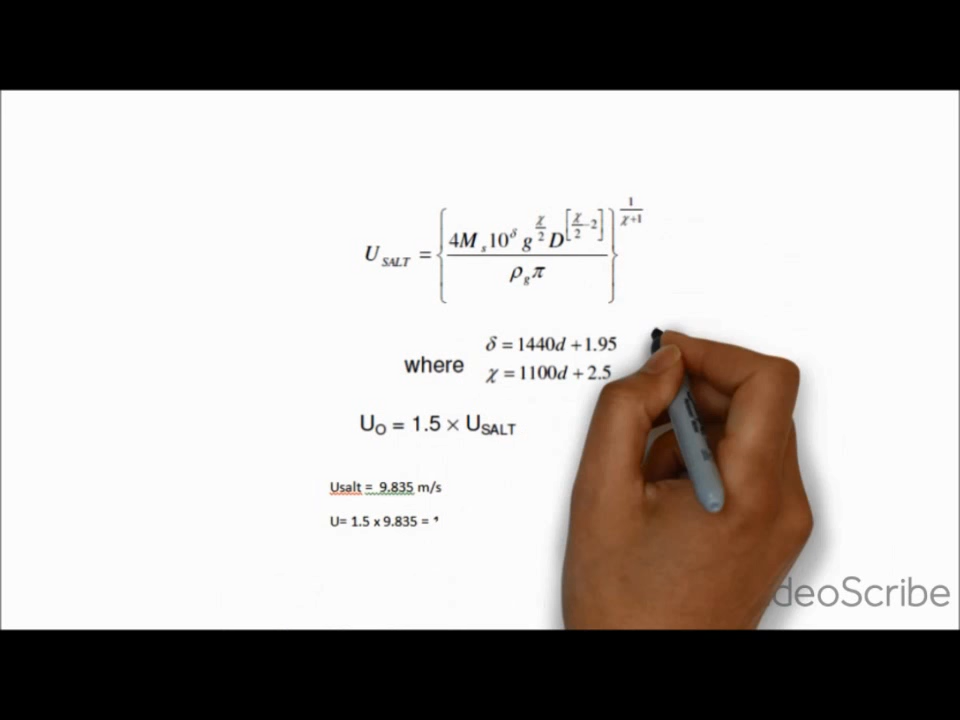 U_SALT = { 4M_s 10^δ g^(χ/2) D^[χ/2 −2] / ρ_g π }^(1/(χ+1))
where δ = 1440d + 1.95
χ = 1100d + 2.5
U_O = 1.5 × U_SALT
Usalt = 9.835 m/s
U= 1.5 x 9.835 =
deoScribe